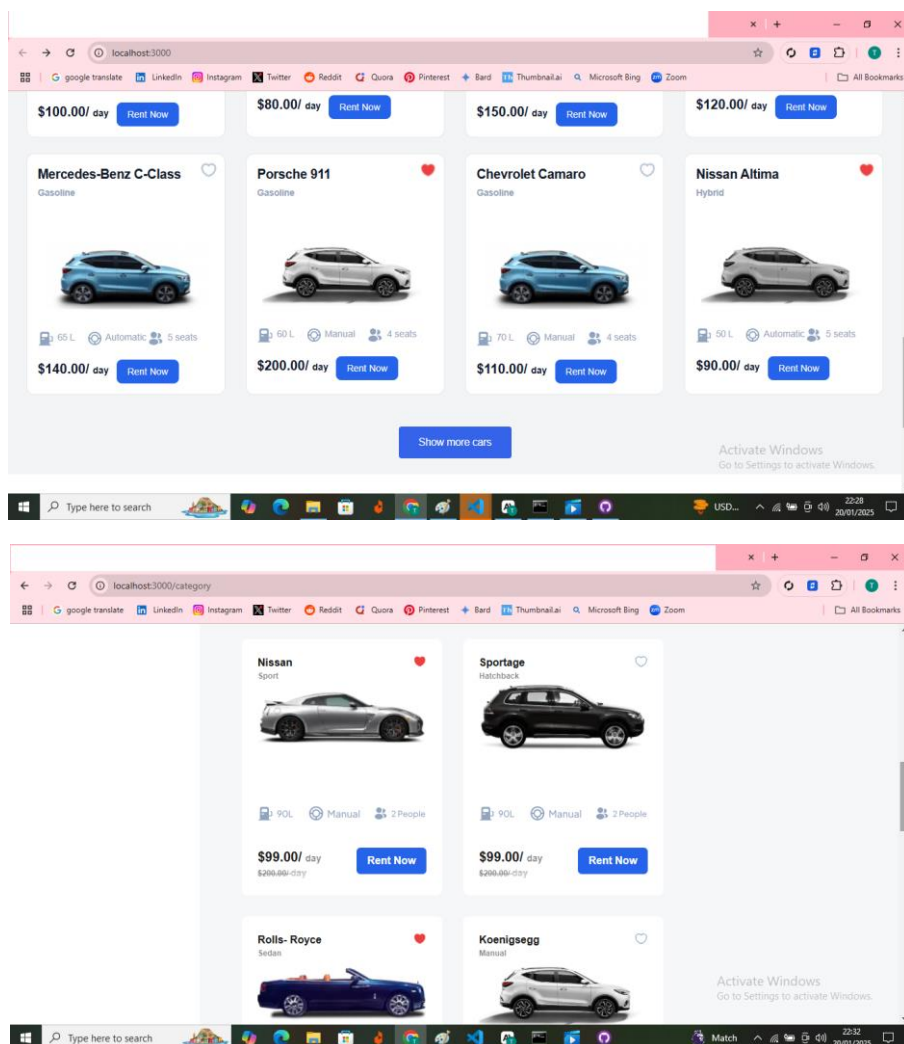 localhost:3000
google translate LinkedIn Instagram Twitter Reddit Quora Pinterest Bard Thumbnail.ai Microsoft Bing Zoom All Bookmarks
$100.00/ day Rent Now $80.00/ day Rent Now $150.00/ day Rent Now $120.00/ day Rent Now
Mercedes-Benz C-Class Porsche 911 Chevrolet Camaro Nissan Altima
Gasoline Gasoline Gasoline Hybrid
65 L Automatic 5 seats 60 L Manual 4 seats 70 L Manual 4 seats 50 L Automatic 5 seats
$140.00/ day Rent Now $200.00/ day Rent Now $110.00/ day Rent Now $90.00/ day Rent Now
Show more cars
Activate Windows
Go to Settings to activate Windows.
Type here to search USD... 22:28
20/01/2025
localhost:3000/category
google translate LinkedIn Instagram Twitter Reddit Quora Pinterest Bard Thumbnail.ai Microsoft Bing Zoom All Bookmarks
Nissan Sportage
Sport Hatchback
90L Manual 2 People 90L Manual 2 People
$99.00/ day Rent Now $99.00/ day Rent Now
$200.00/ day $200.00/ day
Rolls- Royce Koenigsegg
Sedan Manual
Activate Windows
Go to Settings to activate Windows.
Type here to search Match 22:32
20/01/2025